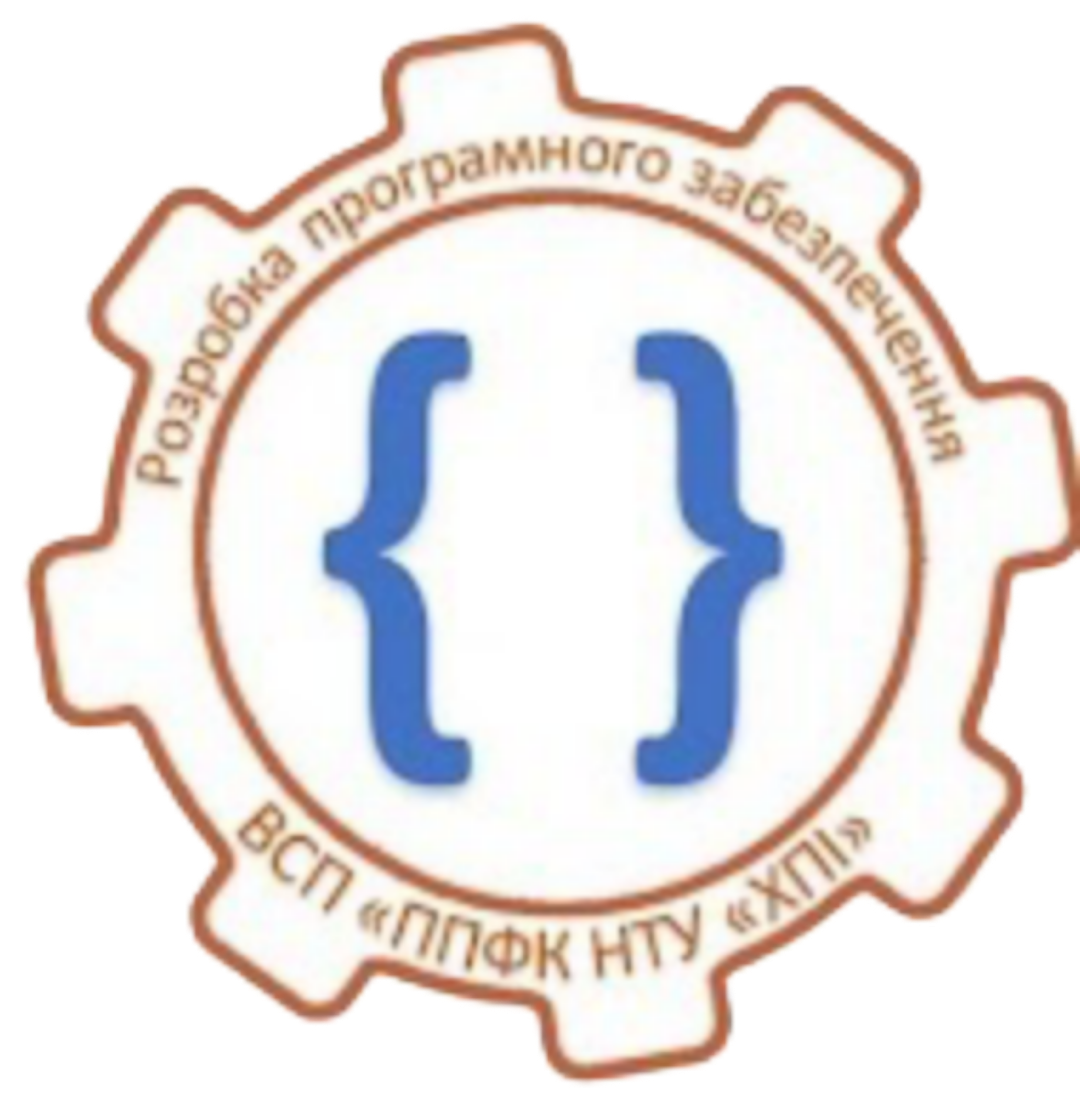 Розробка програмного забезпечення
{ }
ВСП «ППФК НТУ «ХПІ»